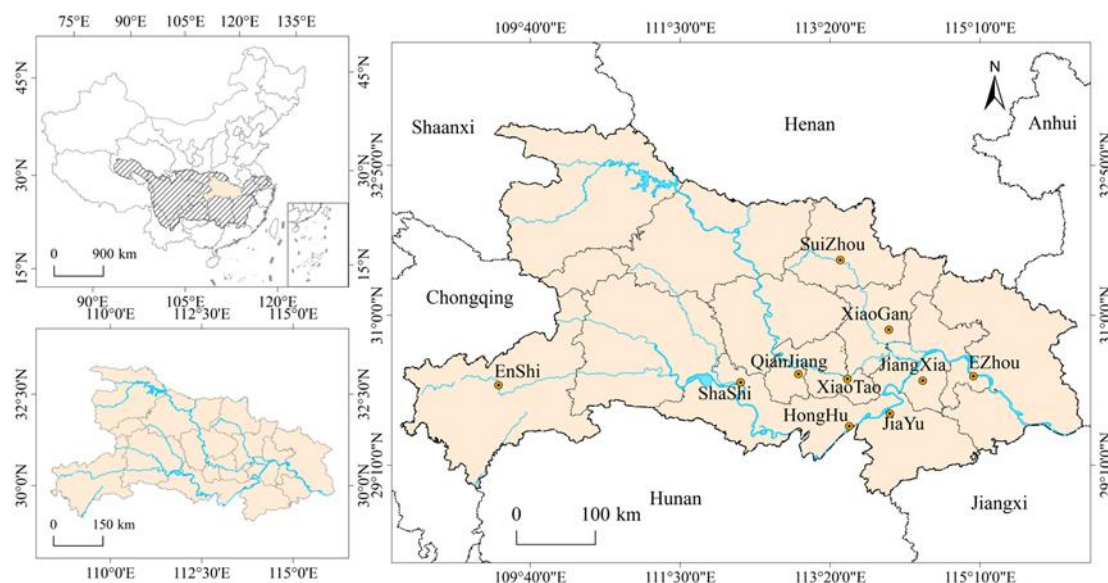 75°E 90°E 105°E 120°E 135°E
45°N
45°N
30°N
30°N
15°N
15°N
0 900 km
90°E 105°E 120°E
110°0'E 112°30'E 115°0'E
32°30'N
32°30'N
30°0'N
30°0'N
0 150 km
110°0'E 112°30'E 115°0'E
109°40'0"E 111°30'0"E 113°20'0"E 115°10'0"E
N
Shaanxi Henan Anhui
32°50'0"N
32°50'0"N
SuiZhou
Chongqing
31°0'0"N
31°0'0"N
XiaoGan
EnShi QianJiang JiangXia EZhou
ShaShi XiaoTao
HongHu JiaYu
29°10'0"N
29°10'0"N
Hunan Jiangxi
0 100 km
109°40'0"E 111°30'0"E 113°20'0"E 115°10'0"E